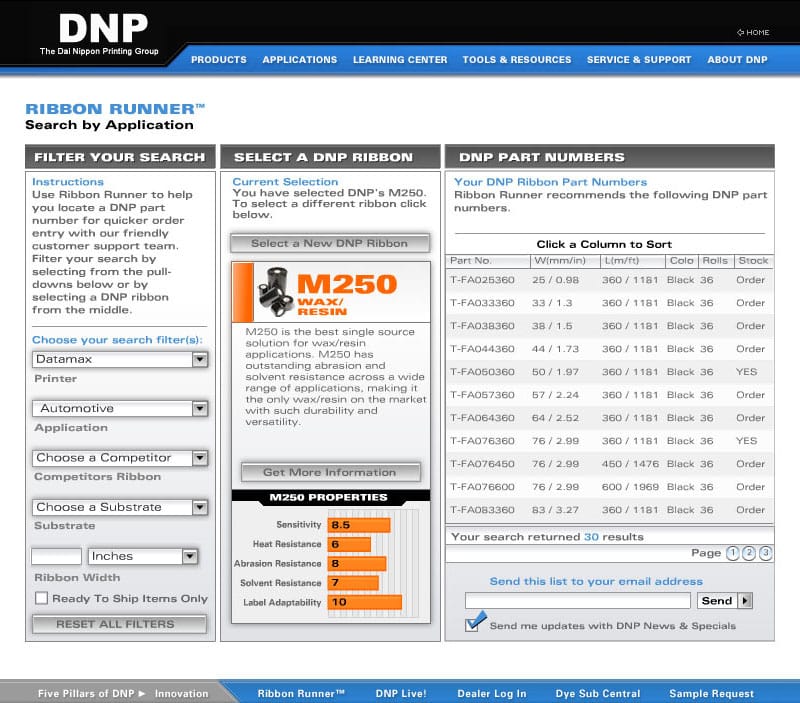 DNP
The Dai Nippon Printing Group
HOME
PRODUCTS APPLICATIONS LEARNING CENTER TOOLS & RESOURCES SERVICE & SUPPORT ABOUT DNP
RIBBON RUNNER™
Search by Application
FILTER YOUR SEARCH
Instructions
Use Ribbon Runner to help
you locate a DNP part
number for quicker order
entry with our friendly
customer support team.
Filter your search by
selecting from the pull-
downs below or by
selecting a DNP ribbon
from the middle.
Choose your search filter(s):
Datamax
Printer
Automotive
Application
Choose a Competitor
Competitors Ribbon
Choose a Substrate
Substrate
Inches
Ribbon Width
Ready To Ship Items Only
RESET ALL FILTERS
SELECT A DNP RIBBON
Current Selection
You have selected DNP's M250.
To select a different ribbon click
below.
Select a New DNP Ribbon
M250
WAX/
RESIN
M250 is the best single source
solution for wax/resin
applications. M250 has
outstanding abrasion and
solvent resistance across a wide
range of applications, making it
the only wax/resin on the market
with such durability and
versatility.
Get More Information
M250 PROPERTIES
Sensitivity 8.5
Heat Resistance 6
Abrasion Resistance 8
Solvent Resistance 7
Label Adaptability 10
DNP PART NUMBERS
Your DNP Ribbon Part Numbers
Ribbon Runner recommends the following DNP part
numbers.
Click a Column to Sort
Part No. W(mm/in) L(m/ft) Colo Rolls Stock
T-FA025360 25 / 0.98 360 / 1181 Black 36 Order
T-FA033360 33 / 1.3 360 / 1181 Black 36 Order
T-FA038360 38 / 1.5 360 / 1181 Black 36 Order
T-FA044360 44 / 1.73 360 / 1181 Black 36 Order
T-FA050360 50 / 1.97 360 / 1181 Black 36 YES
T-FA057360 57 / 2.24 360 / 1181 Black 36 Order
T-FA064360 64 / 2.52 360 / 1181 Black 36 Order
T-FA076360 76 / 2.99 360 / 1181 Black 36 YES
T-FA076450 76 / 2.99 450 / 1476 Black 36 Order
T-FA076600 76 / 2.99 600 / 1969 Black 36 Order
T-FA083360 83 / 3.27 360 / 1181 Black 36 Order
Your search returned 30 results
Page 1 2 3
Send this list to your email address
Send
Send me updates with DNP News & Specials
Five Pillars of DNP ▶ Innovation Ribbon Runner™ DNP Live! Dealer Log In Dye Sub Central Sample Request